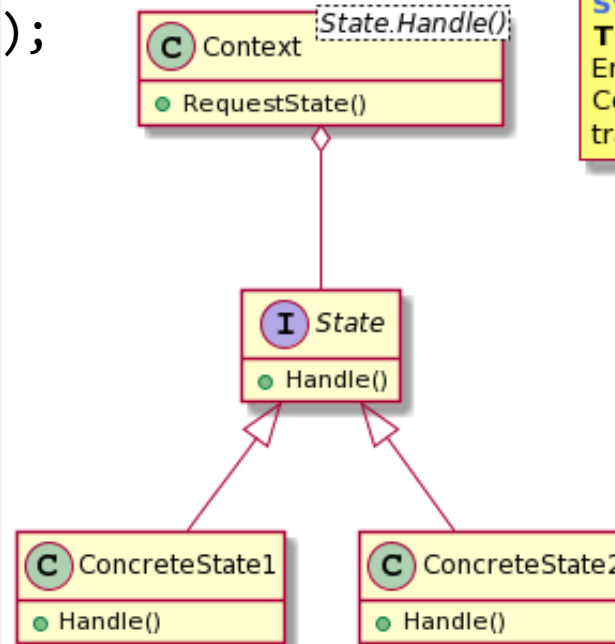 );
State.Handle()
C Context
RequestState()
I State
Handle()
C ConcreteState1
Handle()
C ConcreteState2
Handle()